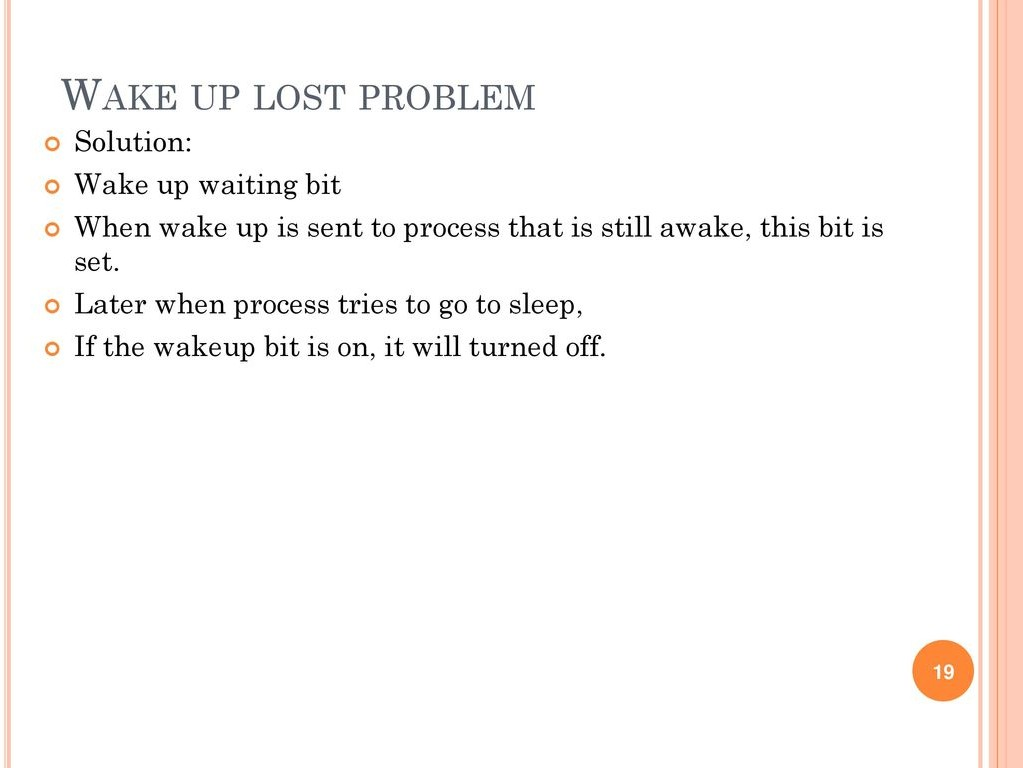 WAKE UP LOST PROBLEM
Solution:
Wake up waiting bit
When wake up is sent to process that is still awake, this bit is
set.
Later when process tries to go to sleep,
If the wakeup bit is on, it will turned off.
19